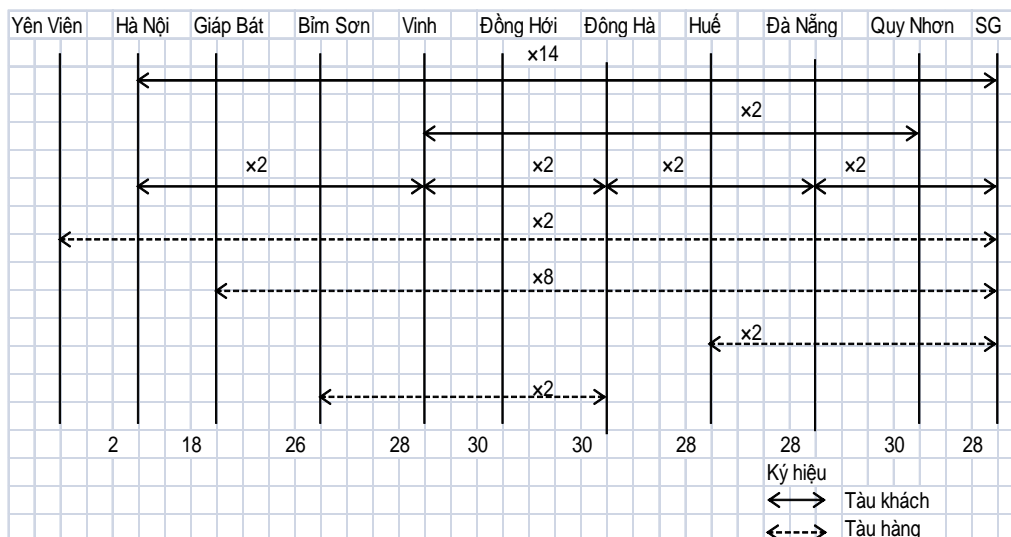 Yên Viên Hà Nội Giáp Bát Bỉm Sơn Vinh Đồng Hới Đông Hà Huế Đà Nẵng Quy Nhơn SG
×14
×2
×2 ×2 ×2 ×2
×2
×8
×2
×2
2 18 26 28 30 30 28 28 30 28
Ký hiệu
Tàu khách
Tàu hàng